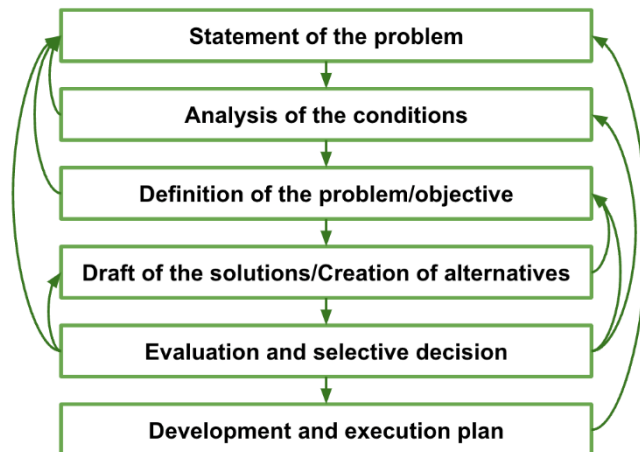 Statement of the problem
Analysis of the conditions
Definition of the problem/objective
Draft of the solutions/Creation of alternatives
Evaluation and selective decision
Development and execution plan